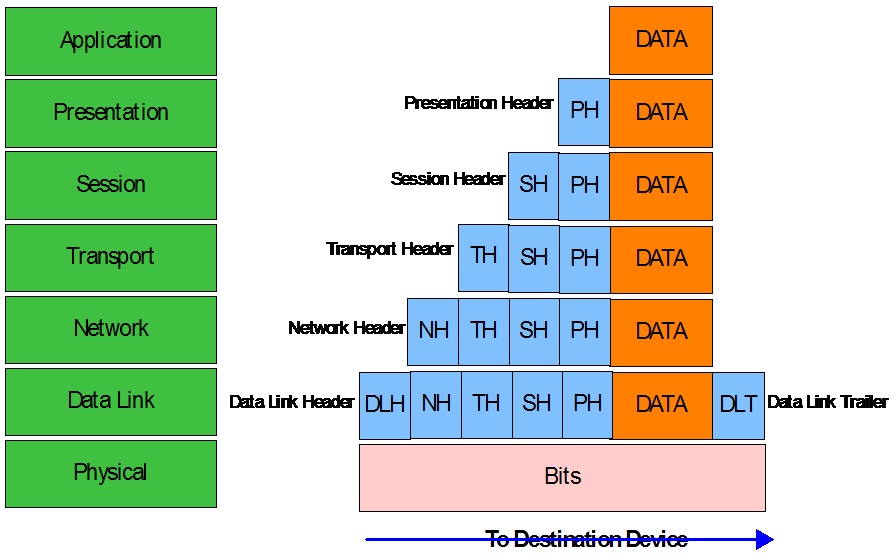 Application DATA
Presentation Presentation Header PH DATA
Session Session Header SH PH DATA
Transport Transport Header TH SH PH DATA
Network Network Header NH TH SH PH DATA
Data Link Data Link Header DLH NH TH SH PH DATA DLT Data Link Trailler
Physical Bits
To Destination Device